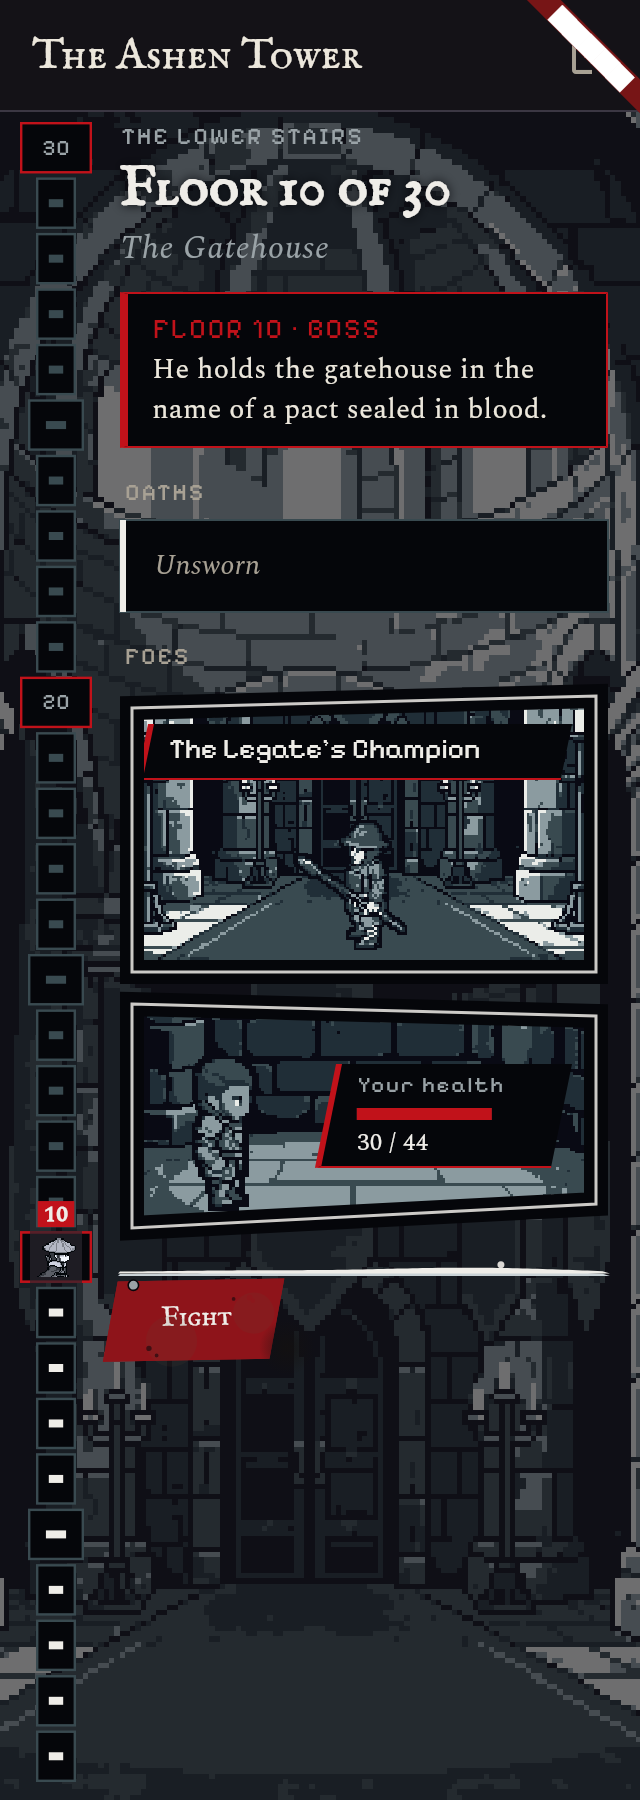 The Ashen Tower
30
THE LOWER STAIRS
Floor 10 of 30
The Gatehouse
FLOOR 10 · BOSS
He holds the gatehouse in the
name of a pact sealed in blood.
OATHS
Unsworn
FOES
20
The Legate's Champion
Your health
30 / 44
10
Fight